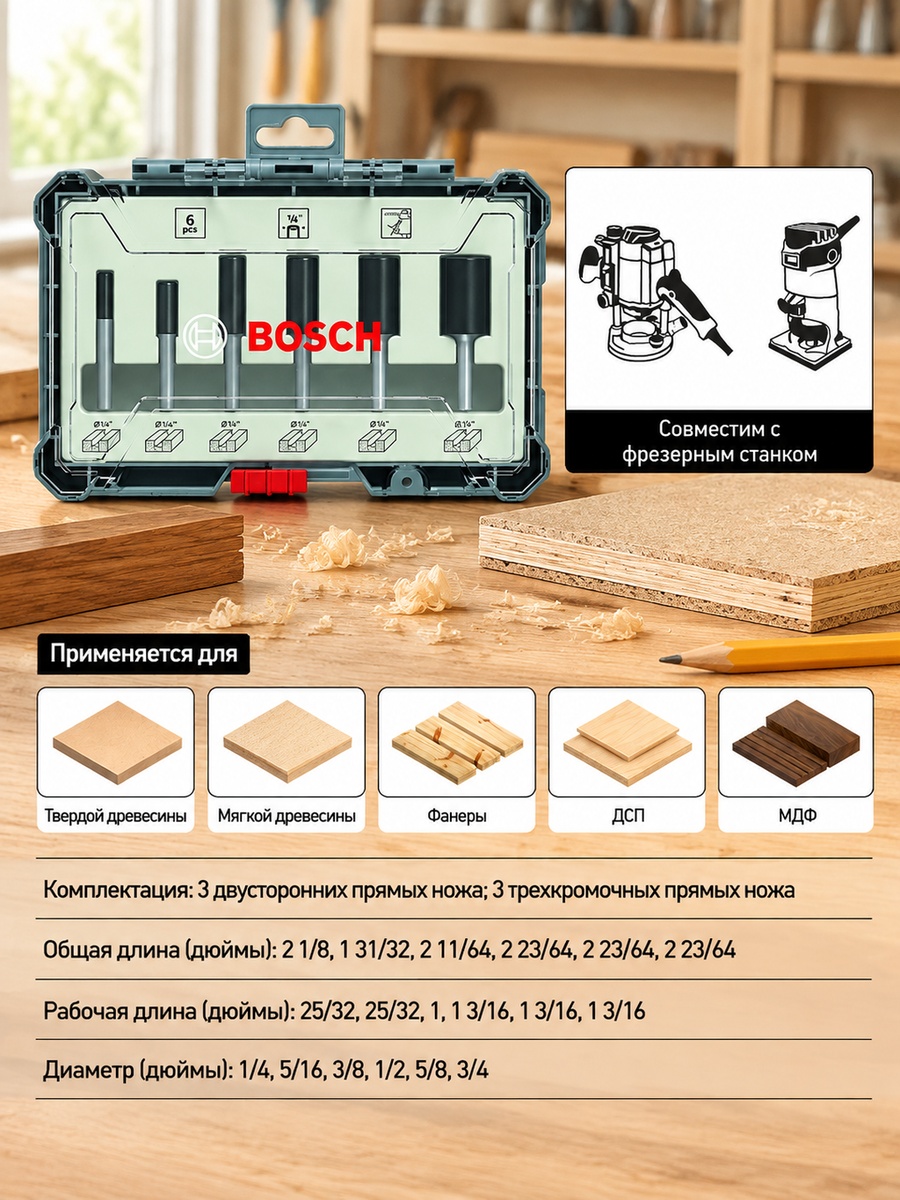 6
pcs
1/4"
BOSCH
Ø1/4" Ø1/4" Ø1/4" Ø1/4" Ø1/4" Ø1/4"
Совместим с
фрезерным станком
Применяется для
Твердой древесины
Мягкой древесины
Фанеры
ДСП
МДФ
Комплектация: 3 двусторонних прямых ножа; 3 трехкромочных прямых ножа
Общая длина (дюймы): 2 1/8, 1 31/32, 2 11/64, 2 23/64, 2 23/64, 2 23/64
Рабочая длина (дюймы): 25/32, 25/32, 1, 1 3/16, 1 3/16, 1 3/16
Диаметр (дюймы): 1/4, 5/16, 3/8, 1/2, 5/8, 3/4